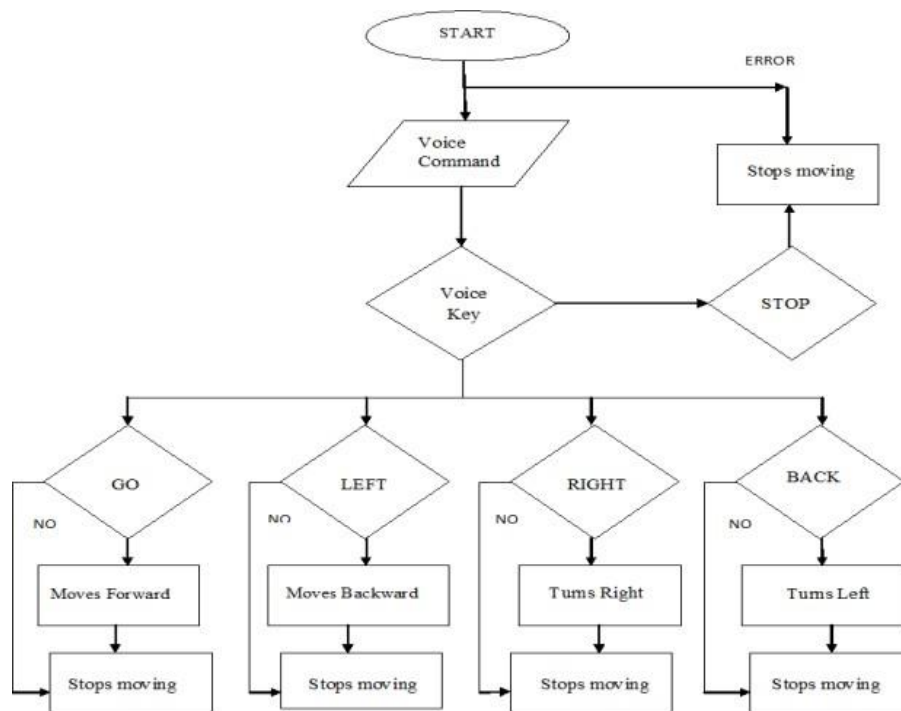 START
ERROR
Voice
Command
Stops moving
Voice
Key
STOP
GO
LEFT
RIGHT
BACK
NO
NO
NO
NO
Moves Forward
Moves Backward
Turns Right
Turns Left
Stops moving
Stops moving
Stops moving
Stops moving